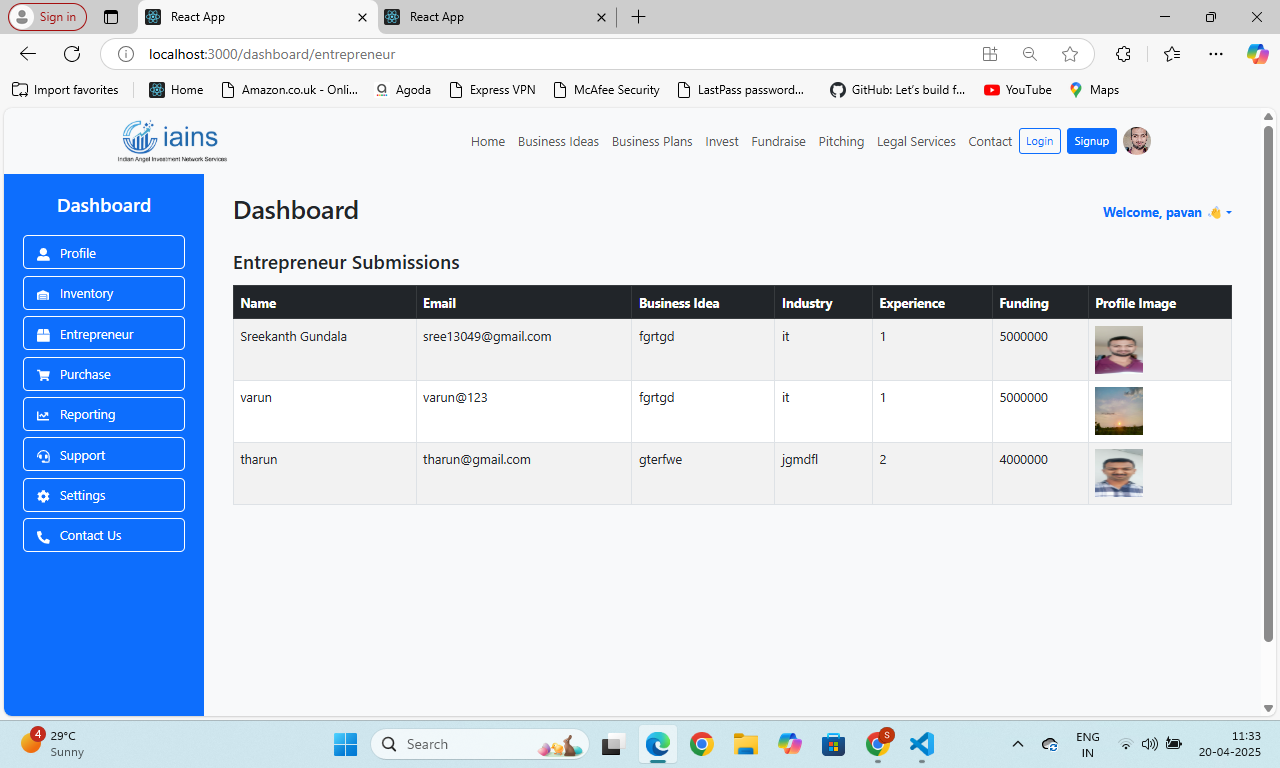 Sign in
React App
React App
localhost:3000/dashboard/entrepreneur
Import favorites
Home
Amazon.co.uk - Onli...
Agoda
Express VPN
McAfee Security
LastPass password...
GitHub: Let's build f...
YouTube
Maps
iains
Indian Angel Investment Network Services
Home Business Ideas Business Plans Invest Fundraise Pitching Legal Services Contact Login Signup
Dashboard
Profile
Inventory
Entrepreneur
Purchase
Reporting
Support
Settings
Contact Us
Dashboard
Welcome, pavan 👋
Entrepreneur Submissions
Name Email Business Idea Industry Experience Funding Profile Image
Sreekanth Gundala sree13049@gmail.com fgrtgd it 1 5000000
varun varun@123 fgrtgd it 1 5000000
tharun tharun@gmail.com gterfwe jgmdfl 2 4000000
4
29°C
Sunny
Search
S
ENG
IN
11:33
20-04-2025